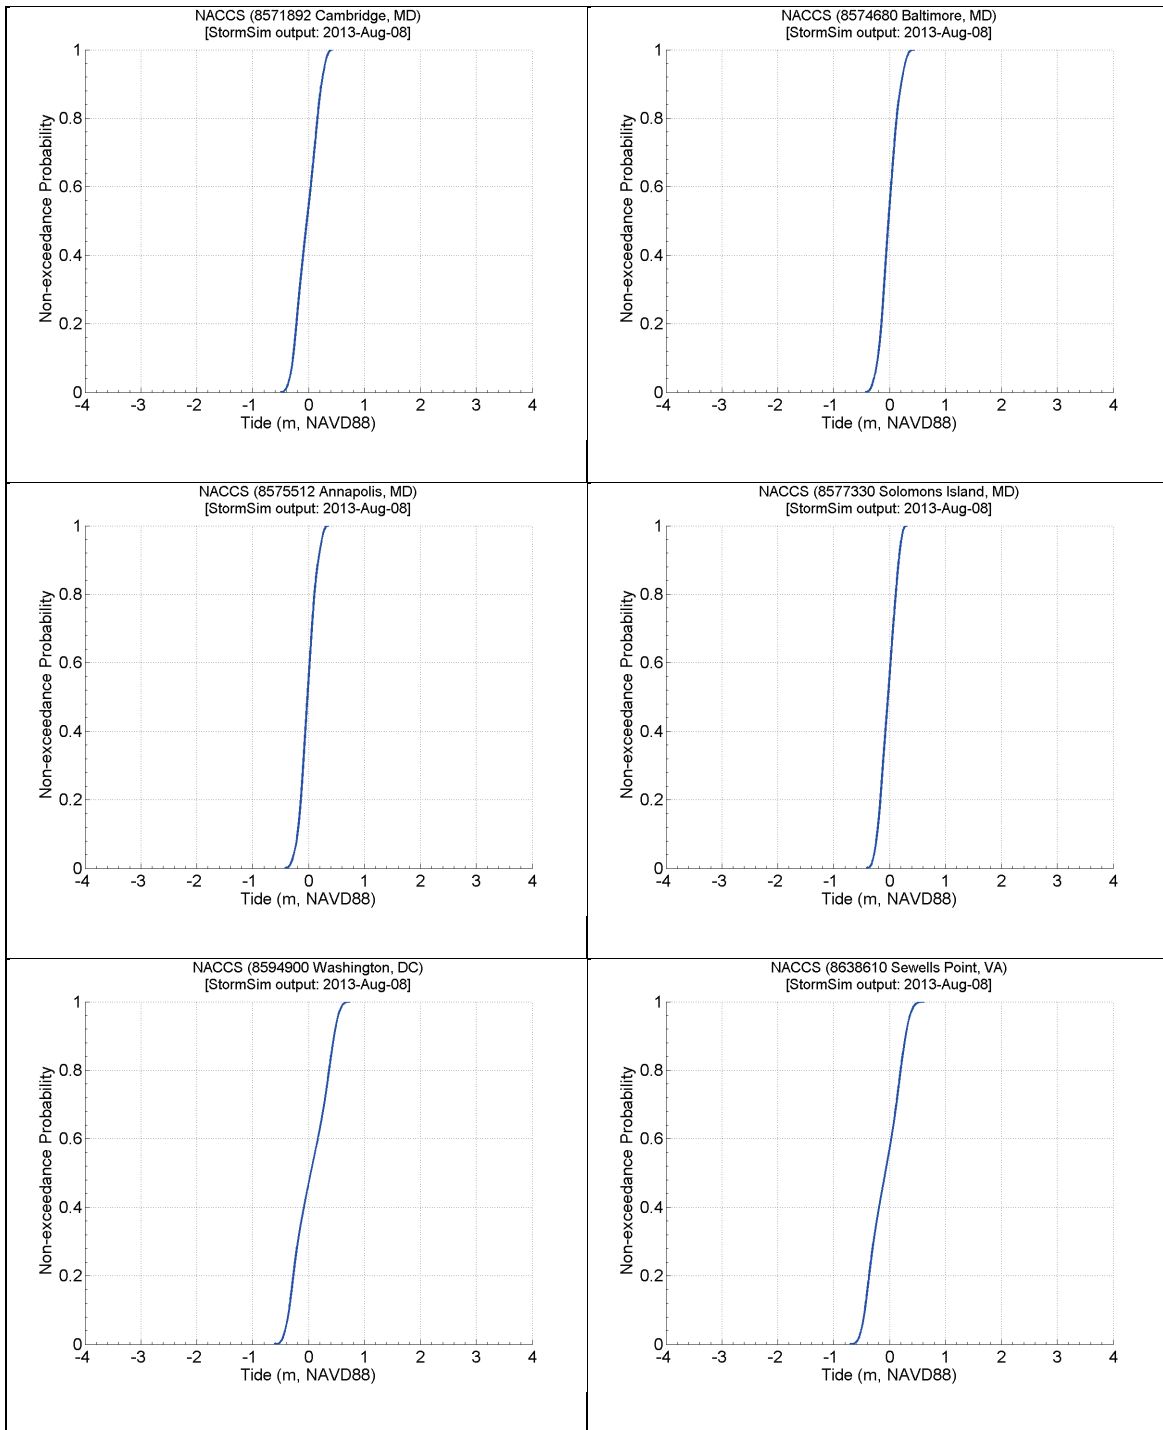 NACCS (8571892 Cambridge, MD)
[StormSim output: 2013-Aug-08]
1
0.8
0.6
0.4
0.2
0
Non-exceedance Probability
-4 -3 -2 -1 0 1 2 3 4
Tide (m, NAVD88)
NACCS (8574680 Baltimore, MD)
[StormSim output: 2013-Aug-08]
1
0.8
0.6
0.4
0.2
0
Non-exceedance Probability
-4 -3 -2 -1 0 1 2 3 4
Tide (m, NAVD88)
NACCS (8575512 Annapolis, MD)
[StormSim output: 2013-Aug-08]
1
0.8
0.6
0.4
0.2
0
Non-exceedance Probability
-4 -3 -2 -1 0 1 2 3 4
Tide (m, NAVD88)
NACCS (8577330 Solomons Island, MD)
[StormSim output: 2013-Aug-08]
1
0.8
0.6
0.4
0.2
0
Non-exceedance Probability
-4 -3 -2 -1 0 1 2 3 4
Tide (m, NAVD88)
NACCS (8594900 Washington, DC)
[StormSim output: 2013-Aug-08]
1
0.8
0.6
0.4
0.2
0
Non-exceedance Probability
-4 -3 -2 -1 0 1 2 3 4
Tide (m, NAVD88)
NACCS (8638610 Sewells Point, VA)
[StormSim output: 2013-Aug-08]
1
0.8
0.6
0.4
0.2
0
Non-exceedance Probability
-4 -3 -2 -1 0 1 2 3 4
Tide (m, NAVD88)